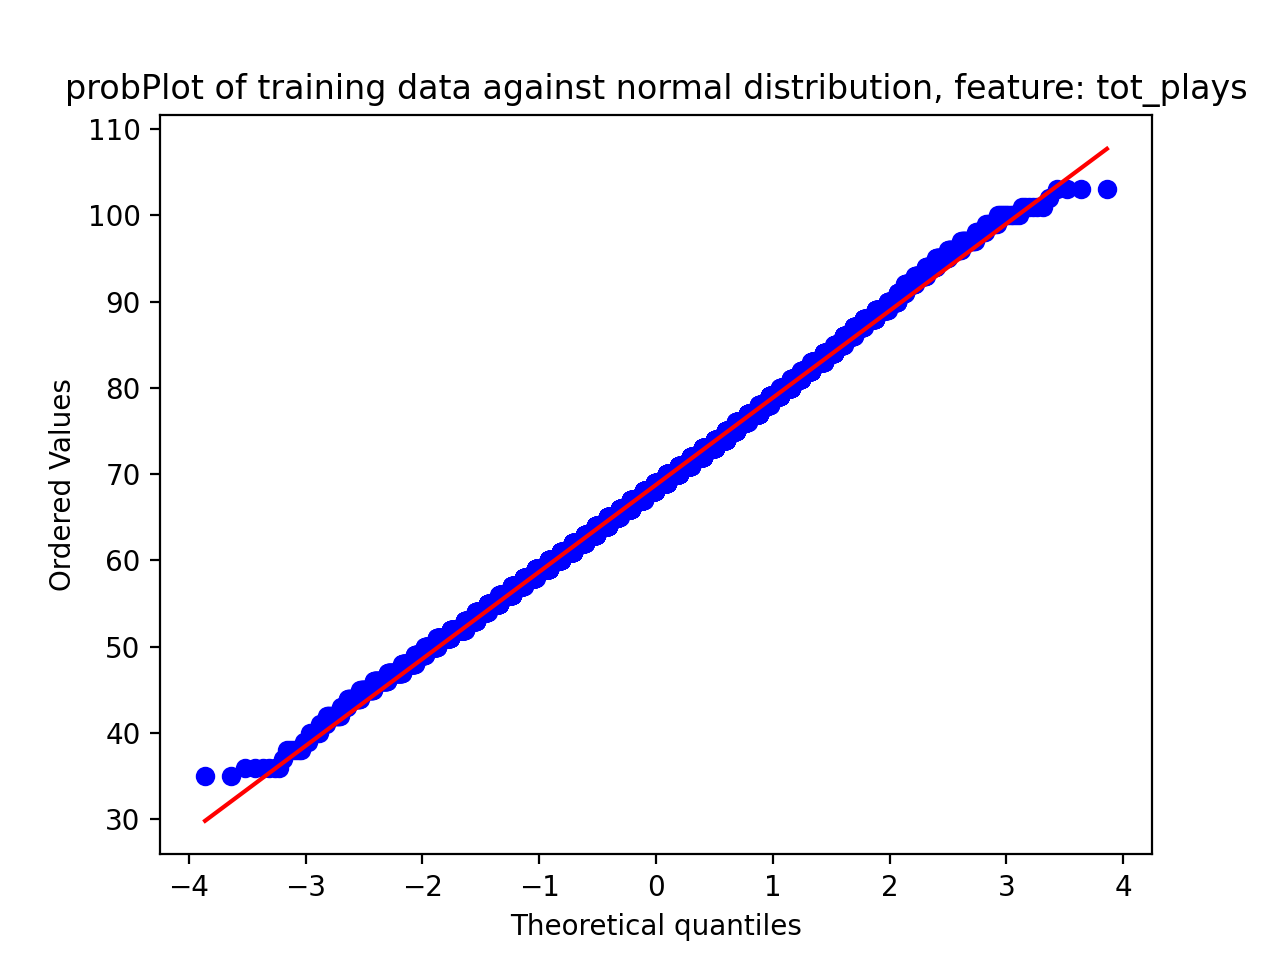 probPlot of training data against normal distribution, feature: tot_plays
110
100
90
80
70
60
50
40
30
Ordered Values
−4 −3 −2 −1 0 1 2 3 4
Theoretical quantiles